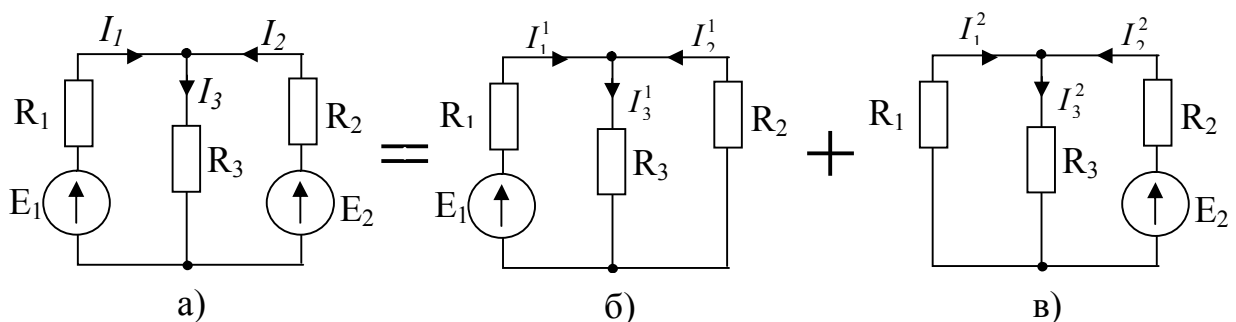 I₁ I₂ I₁¹ I₂¹ I₁² I₂²
I₃ I₃¹ I₃²
R₁ R₂ R₁ R₂ R₁ R₂
R₃ = R₃ + R₃
E₁ E₂ E₁ E₂
а) б) в)